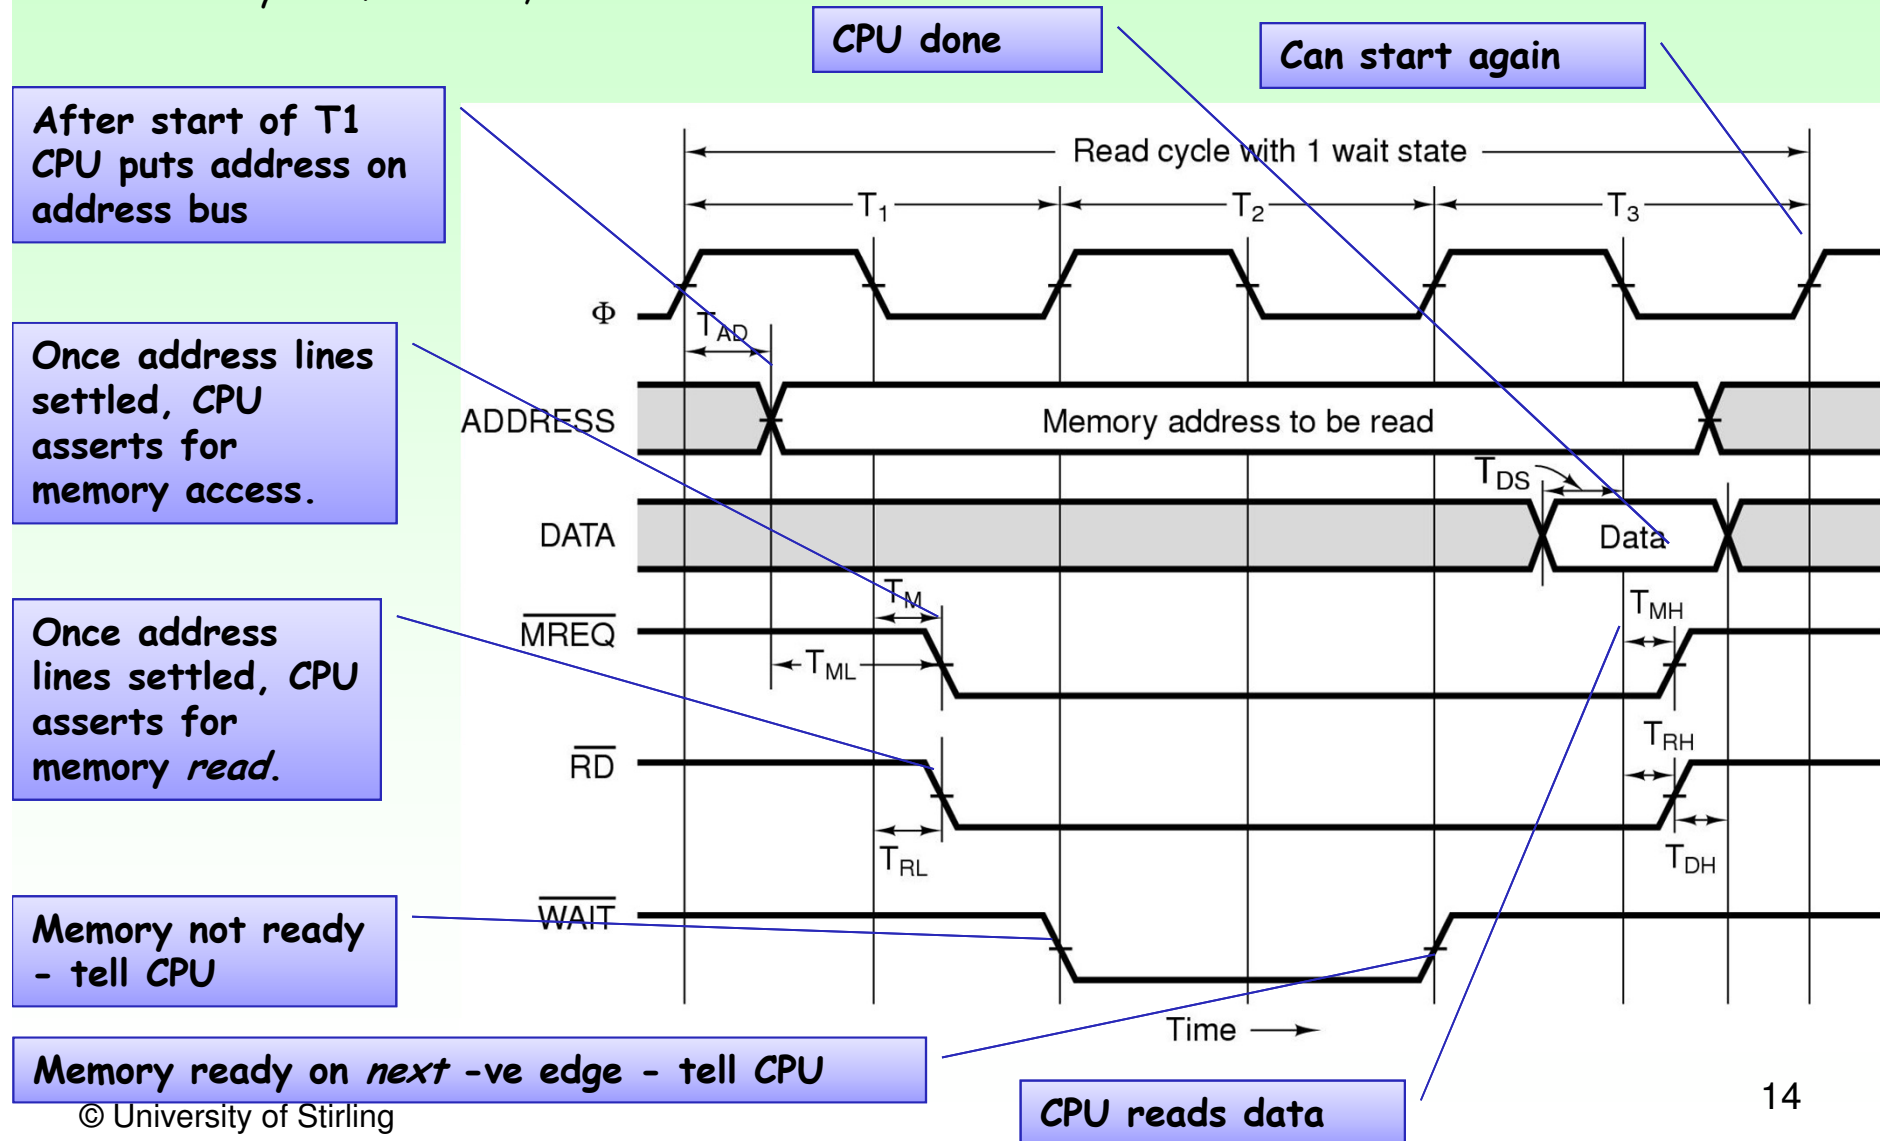 CPU done
Can start again
After start of T1
CPU puts address on
address bus
Read cycle with 1 wait state
T1
T2
T3
Φ
TAD
Once address lines
settled, CPU
asserts for
memory access.
ADDRESS
Memory address to be read
TDS
DATA
Data
TM
MREQ
TML
TMH
Once address
lines settled, CPU
asserts for
memory read.
RD
TRH
TRL
TDH
Memory not ready
- tell CPU
WAIT
Time
Memory ready on next -ve edge - tell CPU
CPU reads data
14
© University of Stirling